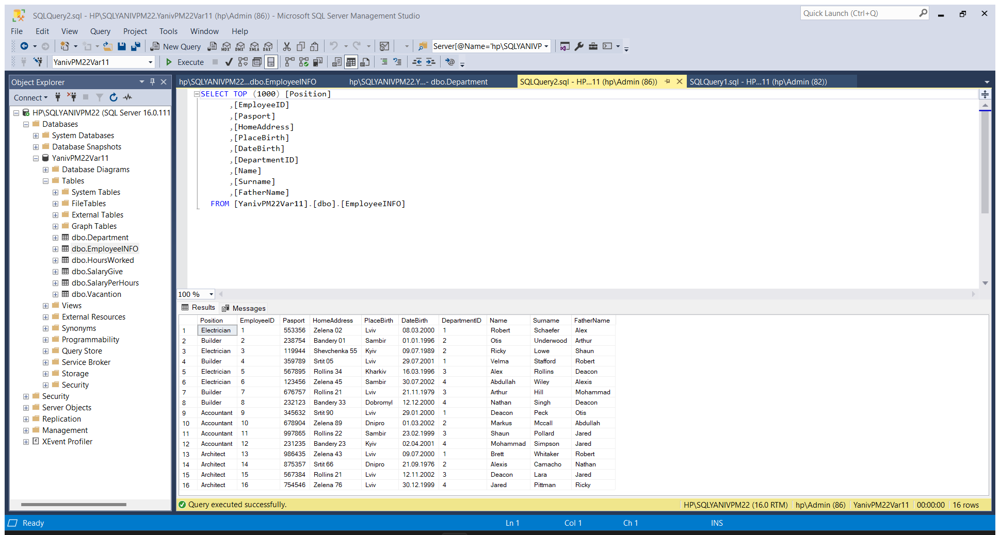 SQLQuery2.sql - HP\SQLYANIVPM22.YanivPM22Var11 (hp\Admin (86)) - Microsoft SQL Server Management Studio
Quick Launch (Ctrl+Q)
File Edit View Query Project Tools Window Help
New Query MDX DMX XMLA DAX Server[@Name='hp\SQLYANIVP
YanivPM22Var11 Execute
Object Explorer
Connect
HP\SQLYANIVPM22 (SQL Server 16.0.111
Databases
System Databases
Database Snapshots
YanivPM22Var11
Database Diagrams
Tables
System Tables
FileTables
External Tables
Graph Tables
dbo.Department
dbo.EmployeeINFO
dbo.HoursWorked
dbo.SalaryGive
dbo.SalaryPerHours
dbo.Vacantion
Views
External Resources
Synonyms
Programmability
Query Store
Service Broker
Storage
Security
Security
Server Objects
Replication
Management
XEvent Profiler
hp\SQLYANIVPM22...dbo.EmployeeINFO hp\SQLYANIVPM22.Y...- dbo.Department SQLQuery2.sql - HP...11 (hp\Admin (86)) SQLQuery1.sql - HP...11 (hp\Admin (82))
SELECT TOP (1000) [Position]
,[EmployeeID]
,[Pasport]
,[HomeAddress]
,[PlaceBirth]
,[DateBirth]
,[DepartmentID]
,[Name]
,[Surname]
,[FatherName]
FROM [YanivPM22Var11].[dbo].[EmployeeINFO]
100 %
Results Messages
Position EmployeeID Pasport HomeAddress PlaceBirth DateBirth DepartmentID Name Surname FatherName
1 Electrician 1 553356 Zelena 02 Lviv 08.03.2000 1 Robert Schaefer Alex
2 Builder 2 238754 Bandery 01 Sambir 01.01.1996 2 Otis Underwood Arthur
3 Electrician 3 119944 Shevchenka 55 Kyiv 09.07.1989 2 Ricky Lowe Shaun
4 Builder 4 359789 Srtit 05 Lviv 29.07.2001 1 Velma Stafford Robert
5 Electrician 5 567895 Rollins 34 Kharkiv 16.03.1996 3 Alex Rollins Deacon
6 Electrician 6 123456 Zelena 45 Sambir 30.07.2002 4 Abdullah Wiley Alexis
7 Builder 7 676757 Rollins 21 Lviv 21.11.1979 3 Arthur Hill Mohammad
8 Builder 8 232123 Bandery 33 Dobromyl 12.12.2000 4 Nathan Singh Deacon
9 Accountant 9 345632 Srtit 90 Lviv 29.01.2000 1 Deacon Peck Otis
10 Accountant 10 678904 Zelena 89 Dnipro 01.03.2002 2 Markus Mccall Abdullah
11 Accountant 11 997865 Rollins 22 Sambir 23.02.1999 3 Shaun Pollard Jared
12 Accountant 12 231235 Bandery 23 Kyiv 02.04.2001 4 Mohammad Simpson Jared
13 Architect 13 986435 Zelena 43 Lviv 09.07.2000 1 Brett Whitaker Robert
14 Architect 14 875357 Srtit 66 Dnipro 21.09.1976 2 Alexis Camacho Nathan
15 Architect 15 567384 Rollins 21 Lviv 12.11.2002 3 Deacon Lara Jared
16 Architect 16 754546 Zelena 76 Lviv 30.12.1999 4 Jared Pittman Ricky
Query executed successfully. HP\SQLYANIVPM22 (16.0 RTM) hp\Admin (86) YanivPM22Var11 00:00:00 16 rows
Ready Ln 1 Col 1 Ch 1 INS